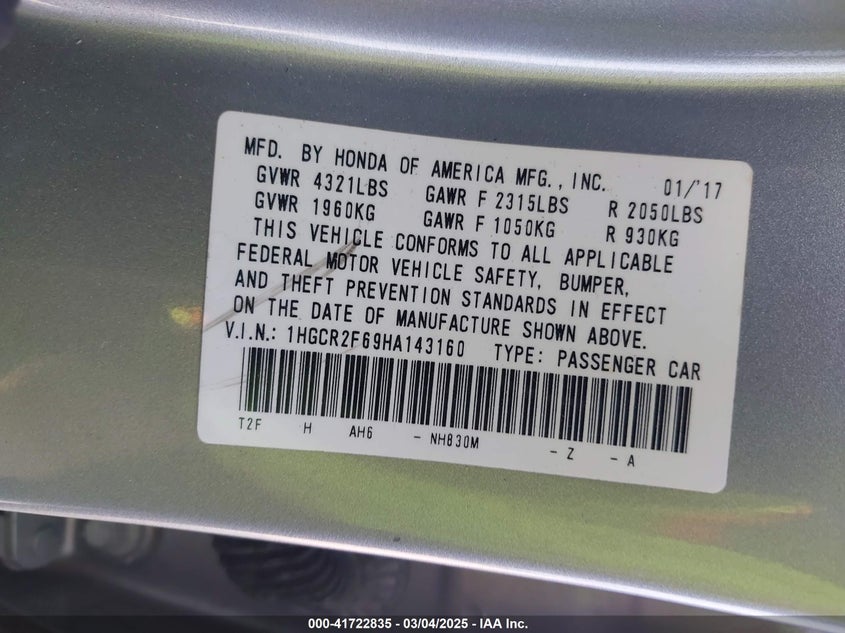 MFD. BY HONDA OF AMERICA MFG., INC. 01/'17
GVWR 4321LBS GAWR F 2315LBS R 2050LBS
GVWR 1960KG GAWR F 1050KG R 930KG
THIS VEHICLE CONFORMS TO ALL APPLICABLE
FEDERAL MOTOR VEHICLE SAFETY, BUMPER,
AND THEFT PREVENTION STANDARDS IN EFFECT
ON THE DATE OF MANUFACTURE SHOWN ABOVE.
V.I.N.: 1HGCR2F69HA143160 TYPE: PASSENGER CAR
T2F H AH6 - NH830M - Z - A
000-41722835 - 03/04/2025 - IAA Inc.